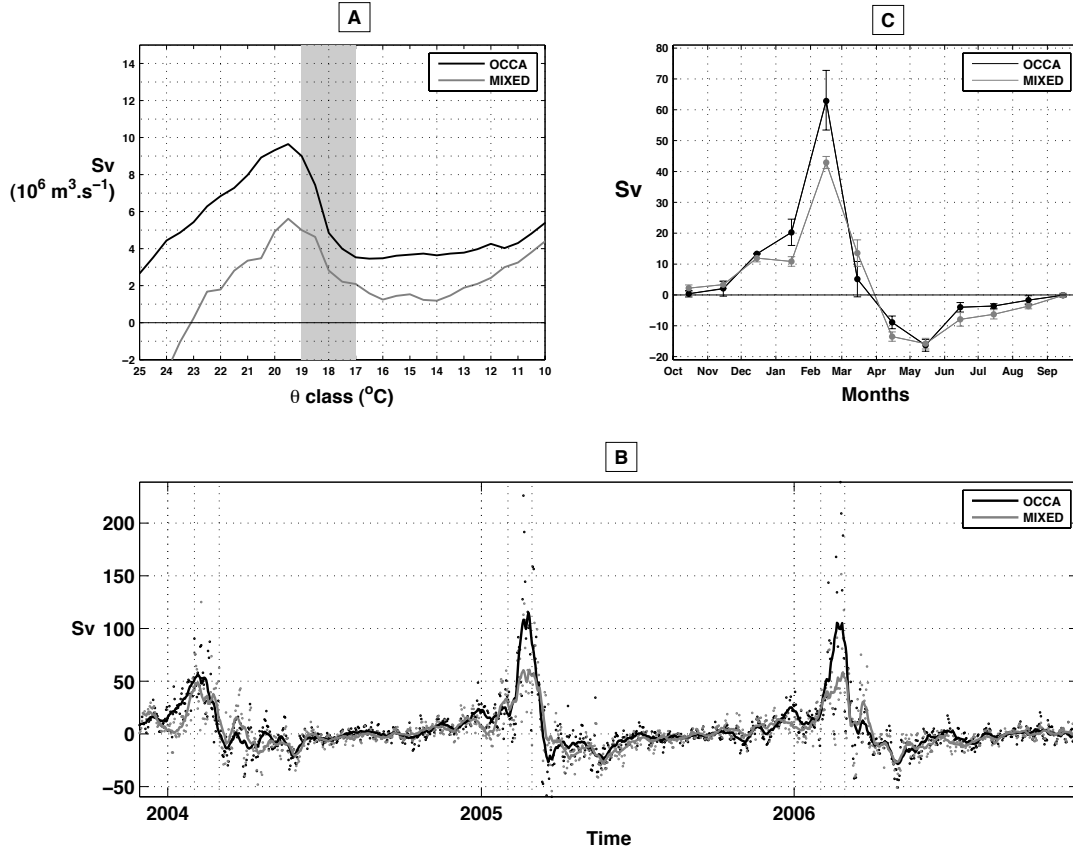 A
OCCA
MIXED
14
12
10
8
6
4
2
0
−2
Sv
(10⁶ m³.s⁻¹)
25 24 23 22 21 20 19 18 17 16 15 14 13 12 11 10
θ class (°C)
C
OCCA
MIXED
80
70
60
50
40
30
20
10
0
−10
−20
Sv
Oct Nov Dec Jan Feb Mar Apr May Jun Jul Aug Sep
Months
B
OCCA
MIXED
200
150
100
50
0
−50
Sv
2004 2005 2006
Time